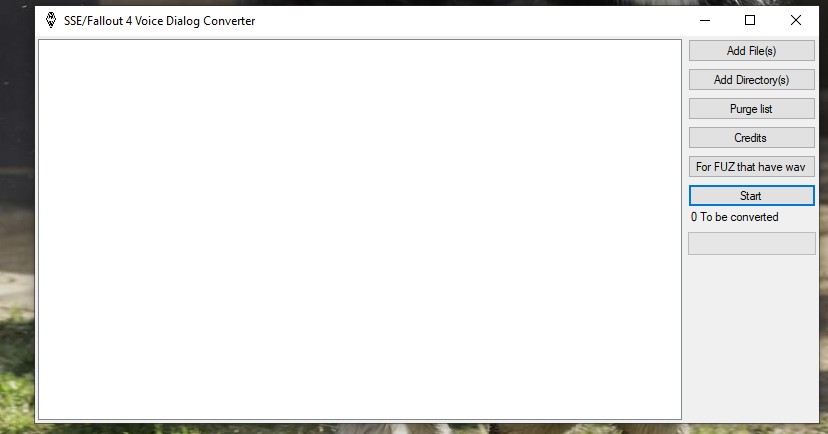 SSE/Fallout 4 Voice Dialog Converter
Add File(s)
Add Directory(s)
Purge list
Credits
For FUZ that have wav
Start
0 To be converted